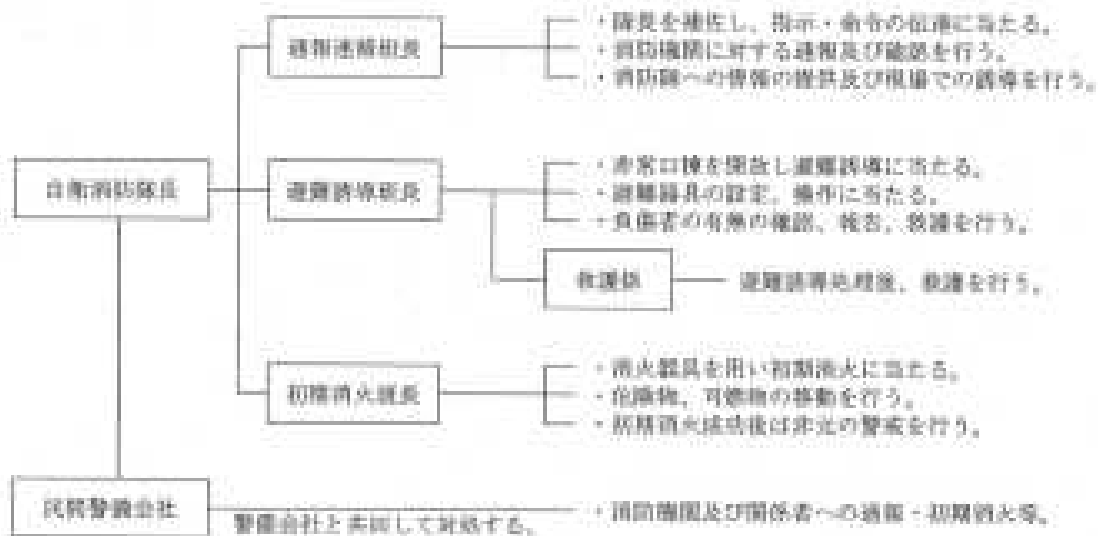 通報連絡班長
・隊長を補佐し、指示・命令の伝達に当たる。
・消防機関に対する通報及び確認を行う。
・消防隊への情報の提供及び現場での誘導を行う。
自衛消防隊長
避難誘導班長
・非常口扉を開放し避難誘導に当たる。
・避難器具の設定、操作に当たる。
・負傷者の有無の確認、報告、救護を行う。
救護係
避難誘導処理後、救護を行う。
初期消火班長
・消火器具を用い初期消火に当たる。
・危険物、可燃物の移動を行う。
・初期消火成功後は火元の警戒を行う。
民間警備会社
警備会社と共同して対処する。
・消防機関及び関係者への通報・初期消火等。